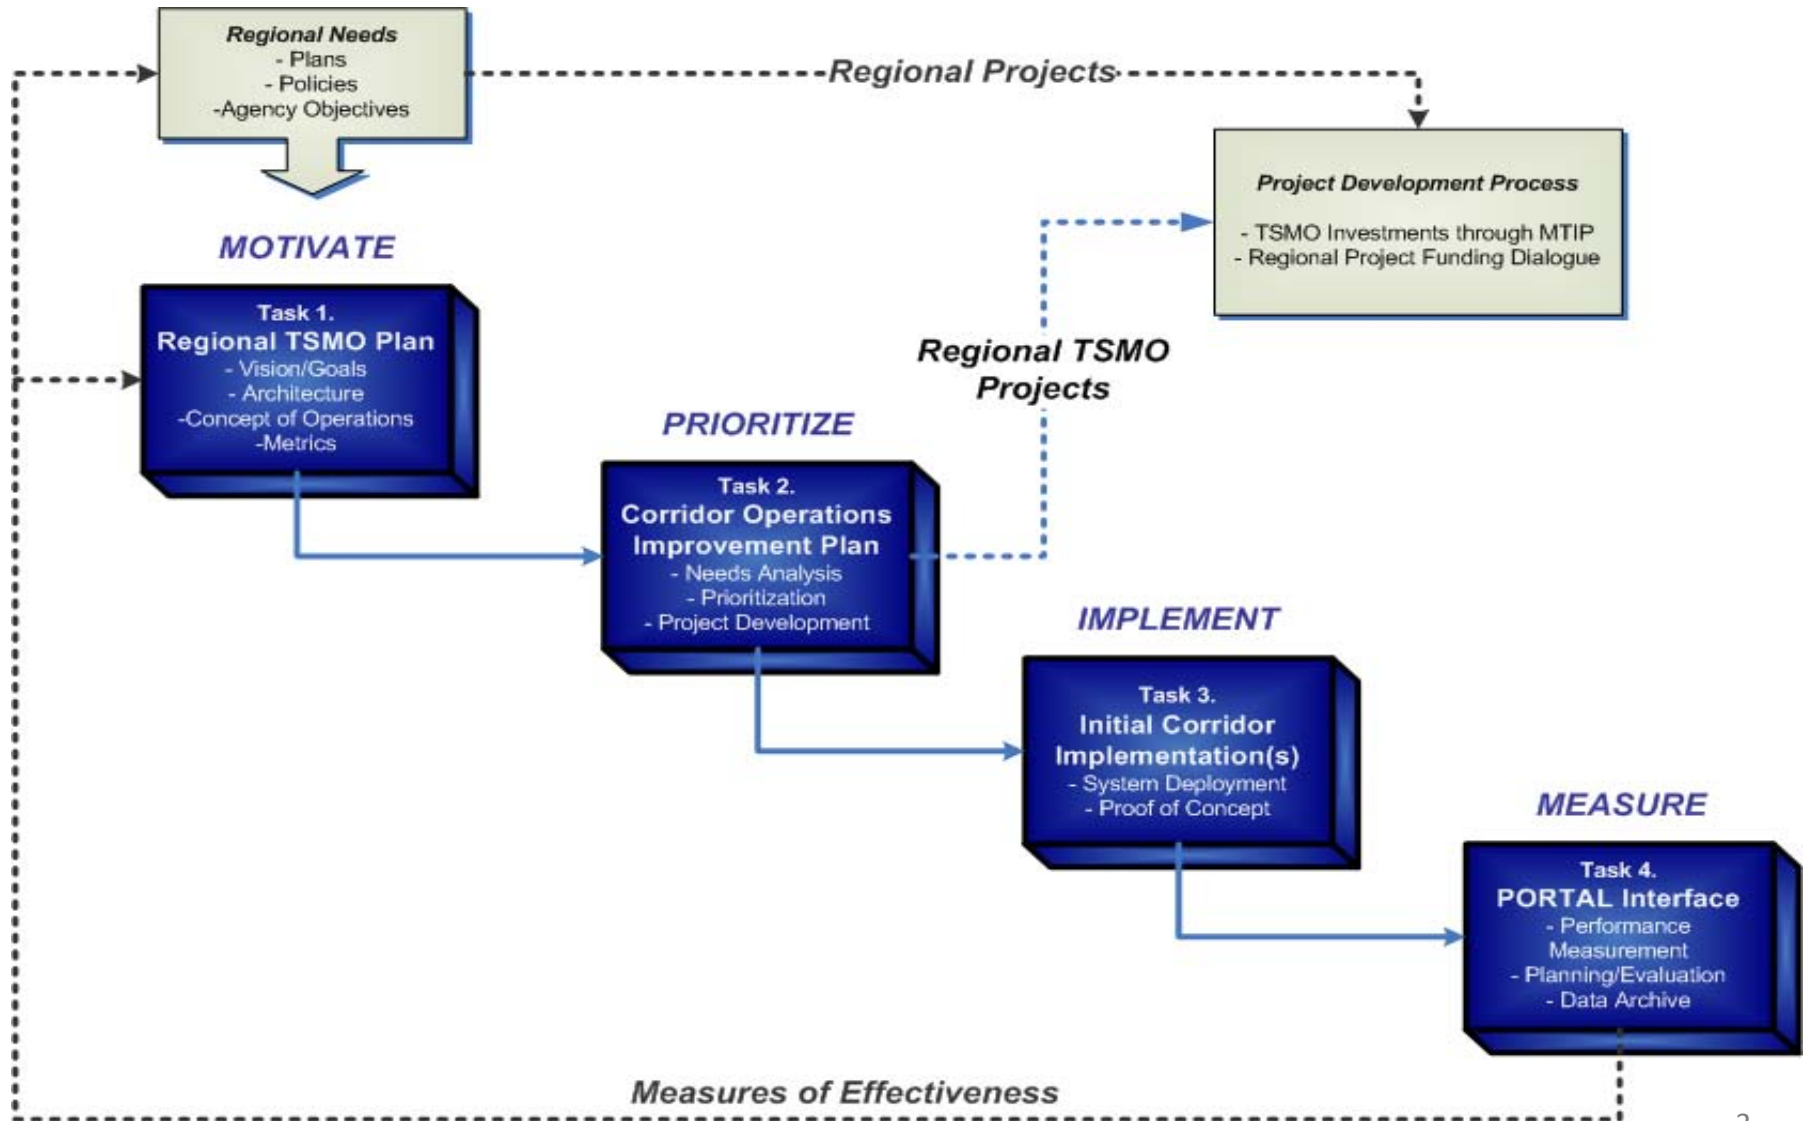 Regional Needs
- Plans
- Policies
-Agency Objectives
Regional Projects
Project Development Process
- TSMO Investments through MTIP
- Regional Project Funding Dialogue
MOTIVATE
Task 1.
Regional TSMO Plan
- Vision/Goals
- Architecture
-Concept of Operations
-Metrics
Regional TSMO
Projects
PRIORITIZE
Task 2.
Corridor Operations
Improvement Plan
- Needs Analysis
- Prioritization
- Project Development
IMPLEMENT
Task 3.
Initial Corridor
Implementation(s)
- System Deployment
- Proof of Concept
MEASURE
Task 4.
PORTAL Interface
- Performance
Measurement
- Planning/Evaluation
- Data Archive
Measures of Effectiveness